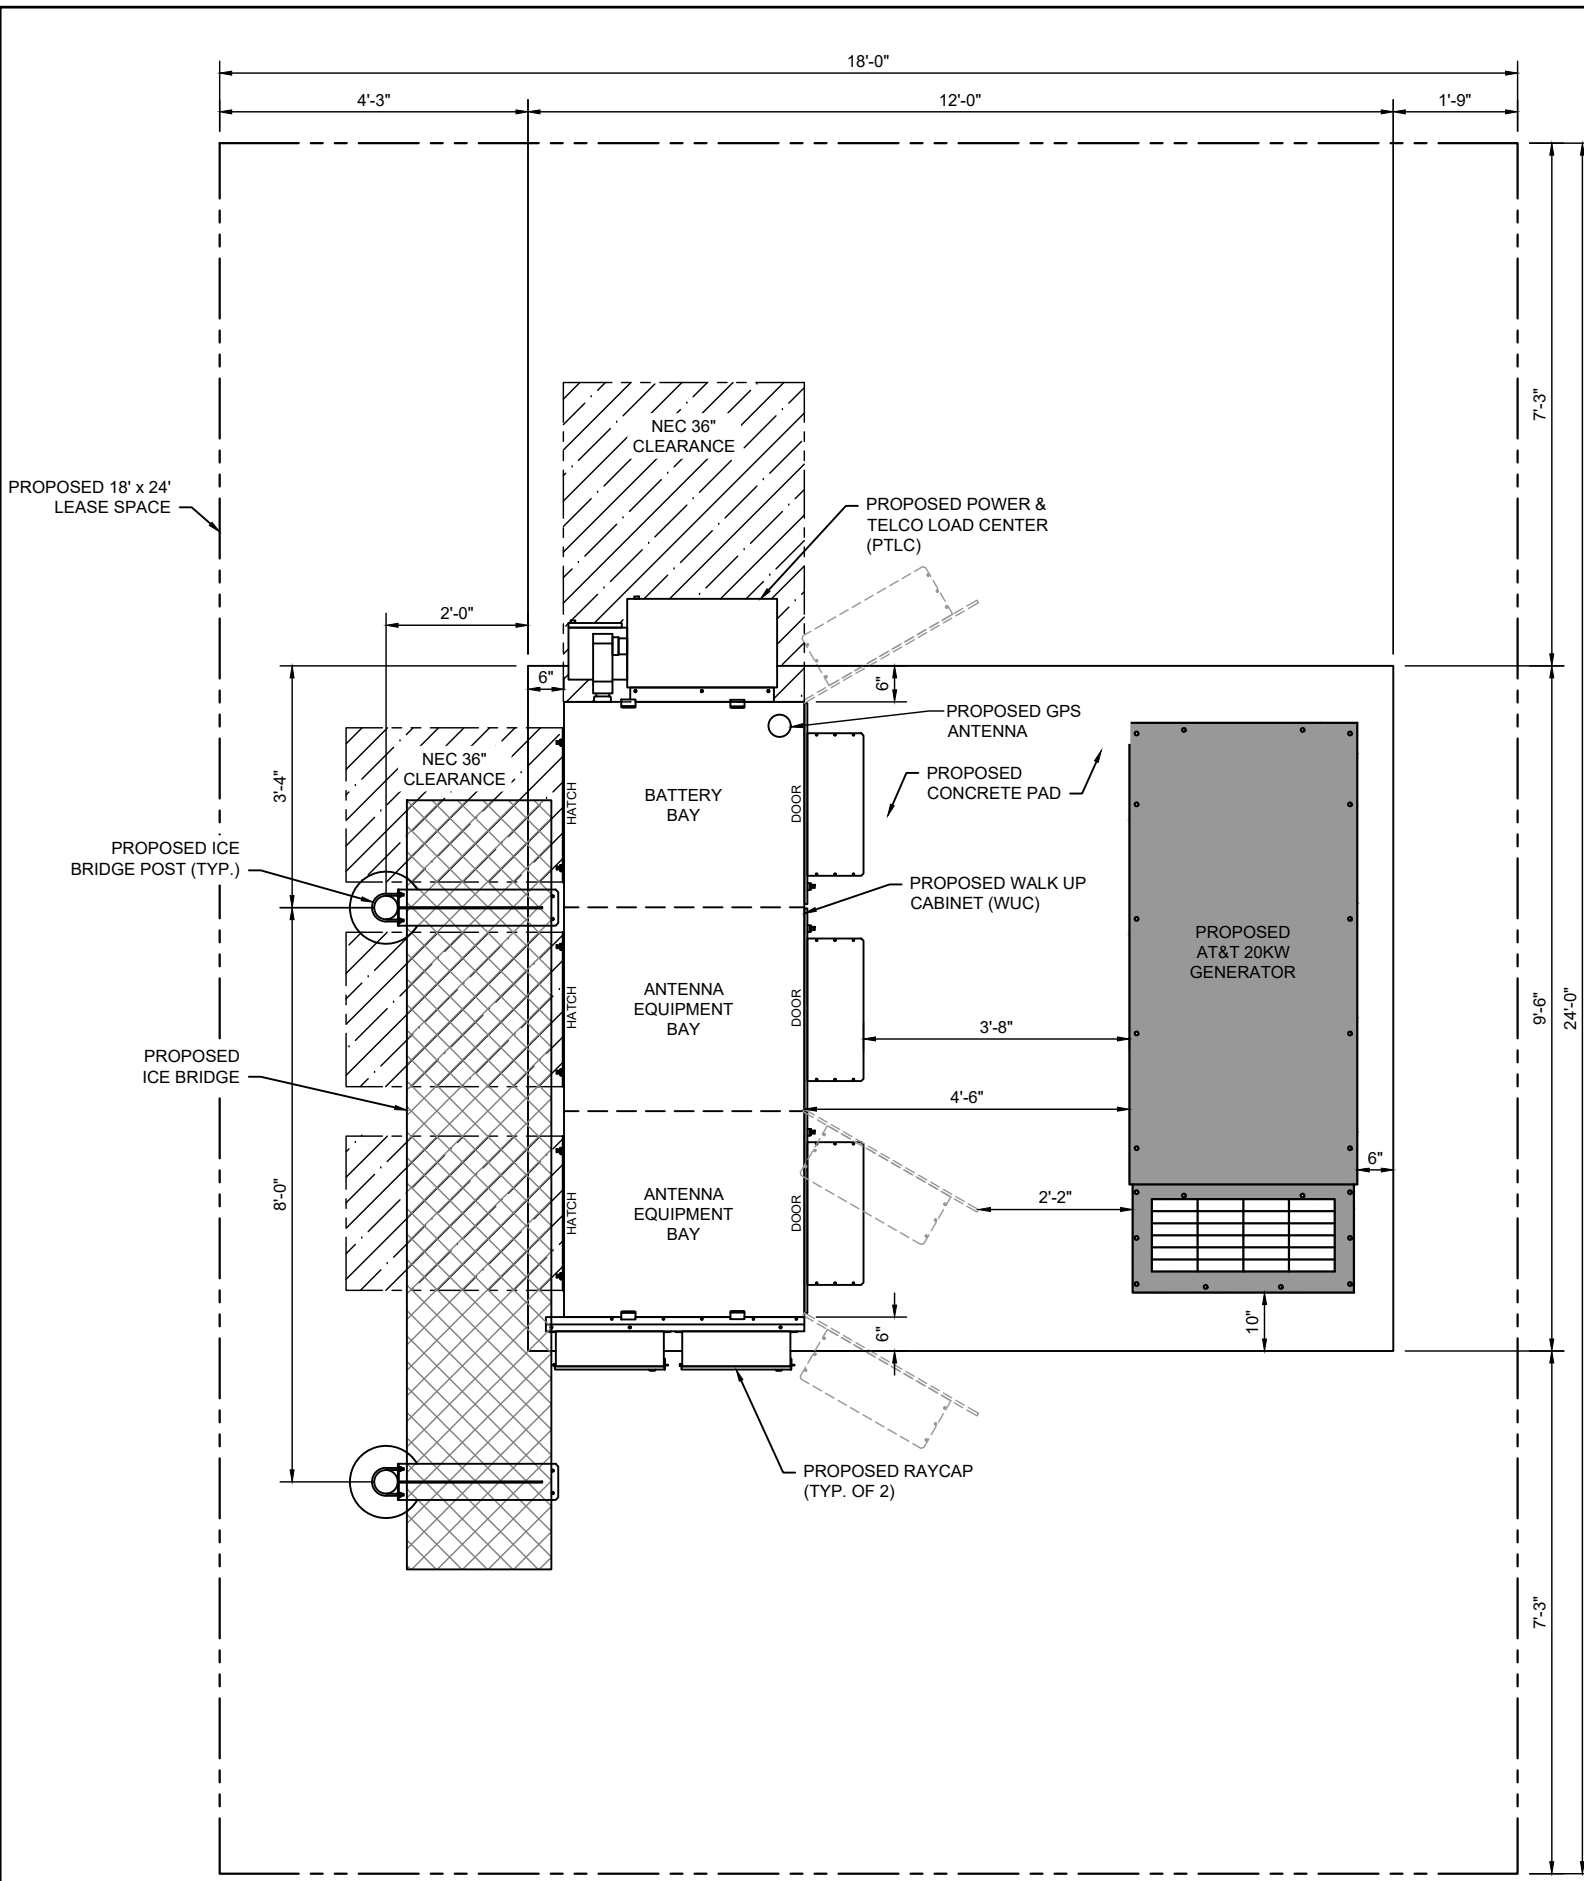 18'-0"
4'-3"
12'-0"
1'-9"
7'-3"
NEC 36"
CLEARANCE
PROPOSED 18' x 24'
LEASE SPACE
PROPOSED POWER &
TELCO LOAD CENTER
(PTLC)
2'-0"
6"
6"
PROPOSED GPS
ANTENNA
NEC 36"
CLEARANCE
3'-4"
HATCH
BATTERY
BAY
DOOR
PROPOSED
CONCRETE PAD
PROPOSED ICE
BRIDGE POST (TYP.)
PROPOSED WALK UP
CABINET (WUC)
PROPOSED
AT&T 20KW
GENERATOR
HATCH
ANTENNA
EQUIPMENT
BAY
DOOR
3'-8"
9'-6"
24'-0"
PROPOSED
ICE BRIDGE
4'-6"
6"
8'-0"
HATCH
ANTENNA
EQUIPMENT
BAY
DOOR
2'-2"
6"
10"
PROPOSED RAYCAP
(TYP. OF 2)
7'-3"